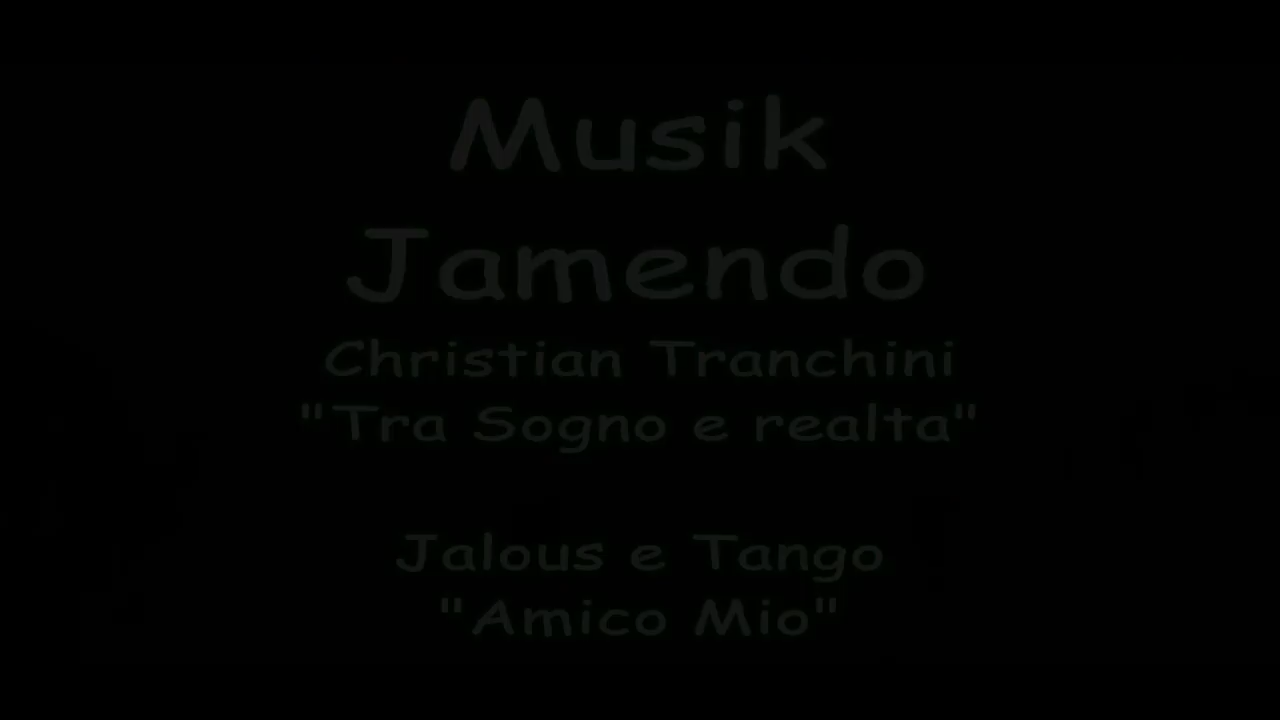 Musik
Jamendo
Christian Tranchini
"Tra Sogno e realta"
Jalous e Tango
"Amico Mio"